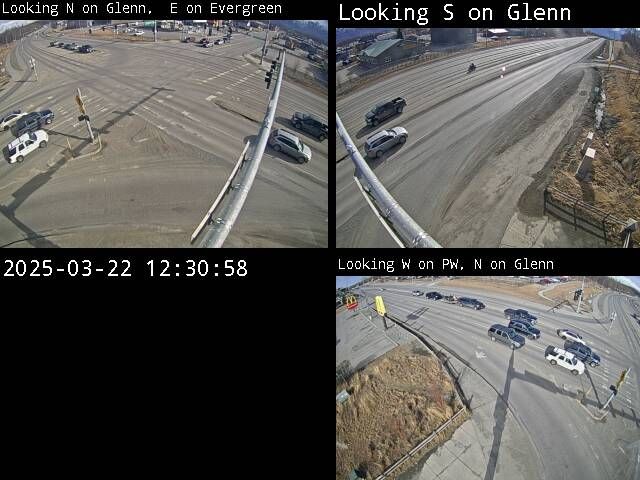 Looking N on Glenn,  E on Evergreen
Looking S on Glenn
2025-03-22 12:30:58
Looking W on PW, N on Glenn